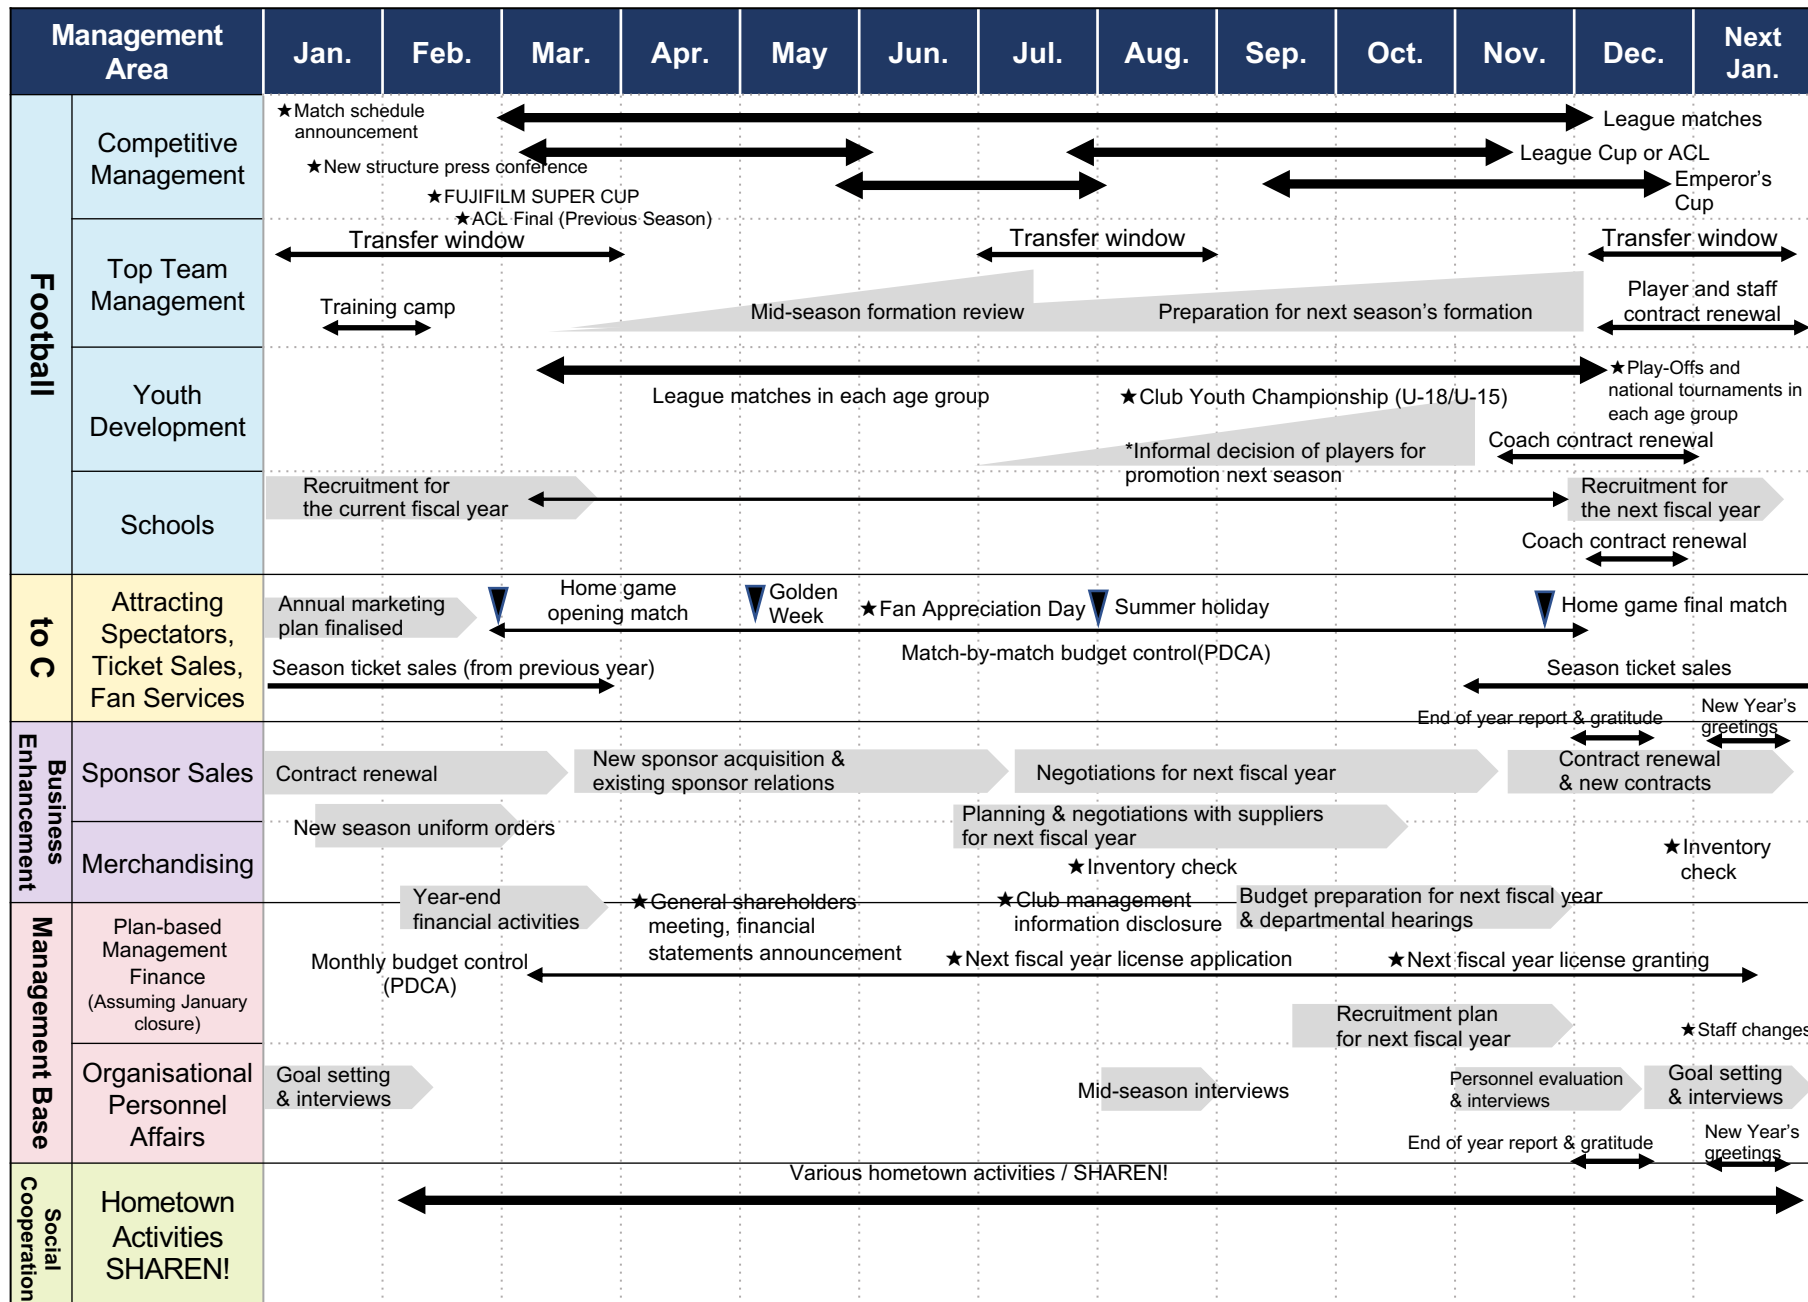 Management
Area
Jan.
Feb.
Mar.
Apr.
May
Jun.
Jul.
Aug.
Sep.
Oct.
Nov.
Dec.
Next
Jan.
Football
Competitive
Management
★Match schedule
announcement
★New structure press conference
★FUJIFILM SUPER CUP
★ACL Final (Previous Season)
League matches
League Cup or ACL
Emperor's
Cup
Top Team
Management
Transfer window
Transfer window
Transfer window
Training camp
Mid-season formation review
Preparation for next season's formation
Player and staff
contract renewal
Youth
Development
League matches in each age group
★Club Youth Championship (U-18/U-15)
*Informal decision of players for
promotion next season
★Play-Offs and
national tournaments in
each age group
Coach contract renewal
Schools
Recruitment for
the current fiscal year
Recruitment for
the next fiscal year
Coach contract renewal
to C
Attracting
Spectators,
Ticket Sales,
Fan Services
Annual marketing
plan finalised
Home game
opening match
Golden
Week
★Fan Appreciation Day
Summer holiday
Home game final match
Match-by-match budget control(PDCA)
Season ticket sales (from previous year)
Season ticket sales
Business
Enhancement
Sponsor Sales
End of year report & gratitude
New Year's
greetings
Contract renewal
New sponsor acquisition &
existing sponsor relations
Negotiations for next fiscal year
Contract renewal
& new contracts
Merchandising
New season uniform orders
Planning & negotiations with suppliers
for next fiscal year
★Inventory check
★Inventory
check
Management Base
Plan-based
Management
Finance
(Assuming January
closure)
Year-end
financial activities
★General shareholders
meeting, financial
statements announcement
★Club management
information disclosure
Budget preparation for next fiscal year
& departmental hearings
Monthly budget control
(PDCA)
★Next fiscal year license application
★Next fiscal year license granting
Organisational
Personnel
Affairs
Recruitment plan
for next fiscal year
★Staff changes
Goal setting
& interviews
Mid-season interviews
Personnel evaluation
& interviews
Goal setting
& interviews
End of year report & gratitude
New Year's
greetings
Social
Cooperation
Hometown
Activities
SHAREN!
Various hometown activities / SHAREN!